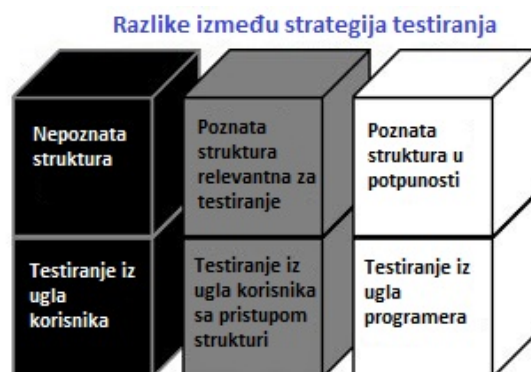 Razlike između strategija testiranja
Nepoznata
struktura
Poznata
struktura
relevantna za
testiranje
Poznata
struktura u
potpunosti
Testiranje iz
ugla
korisnika
Testiranje iz
ugla korisnika
sa pristupom
strukturi
Testiranje iz
ugla
programera